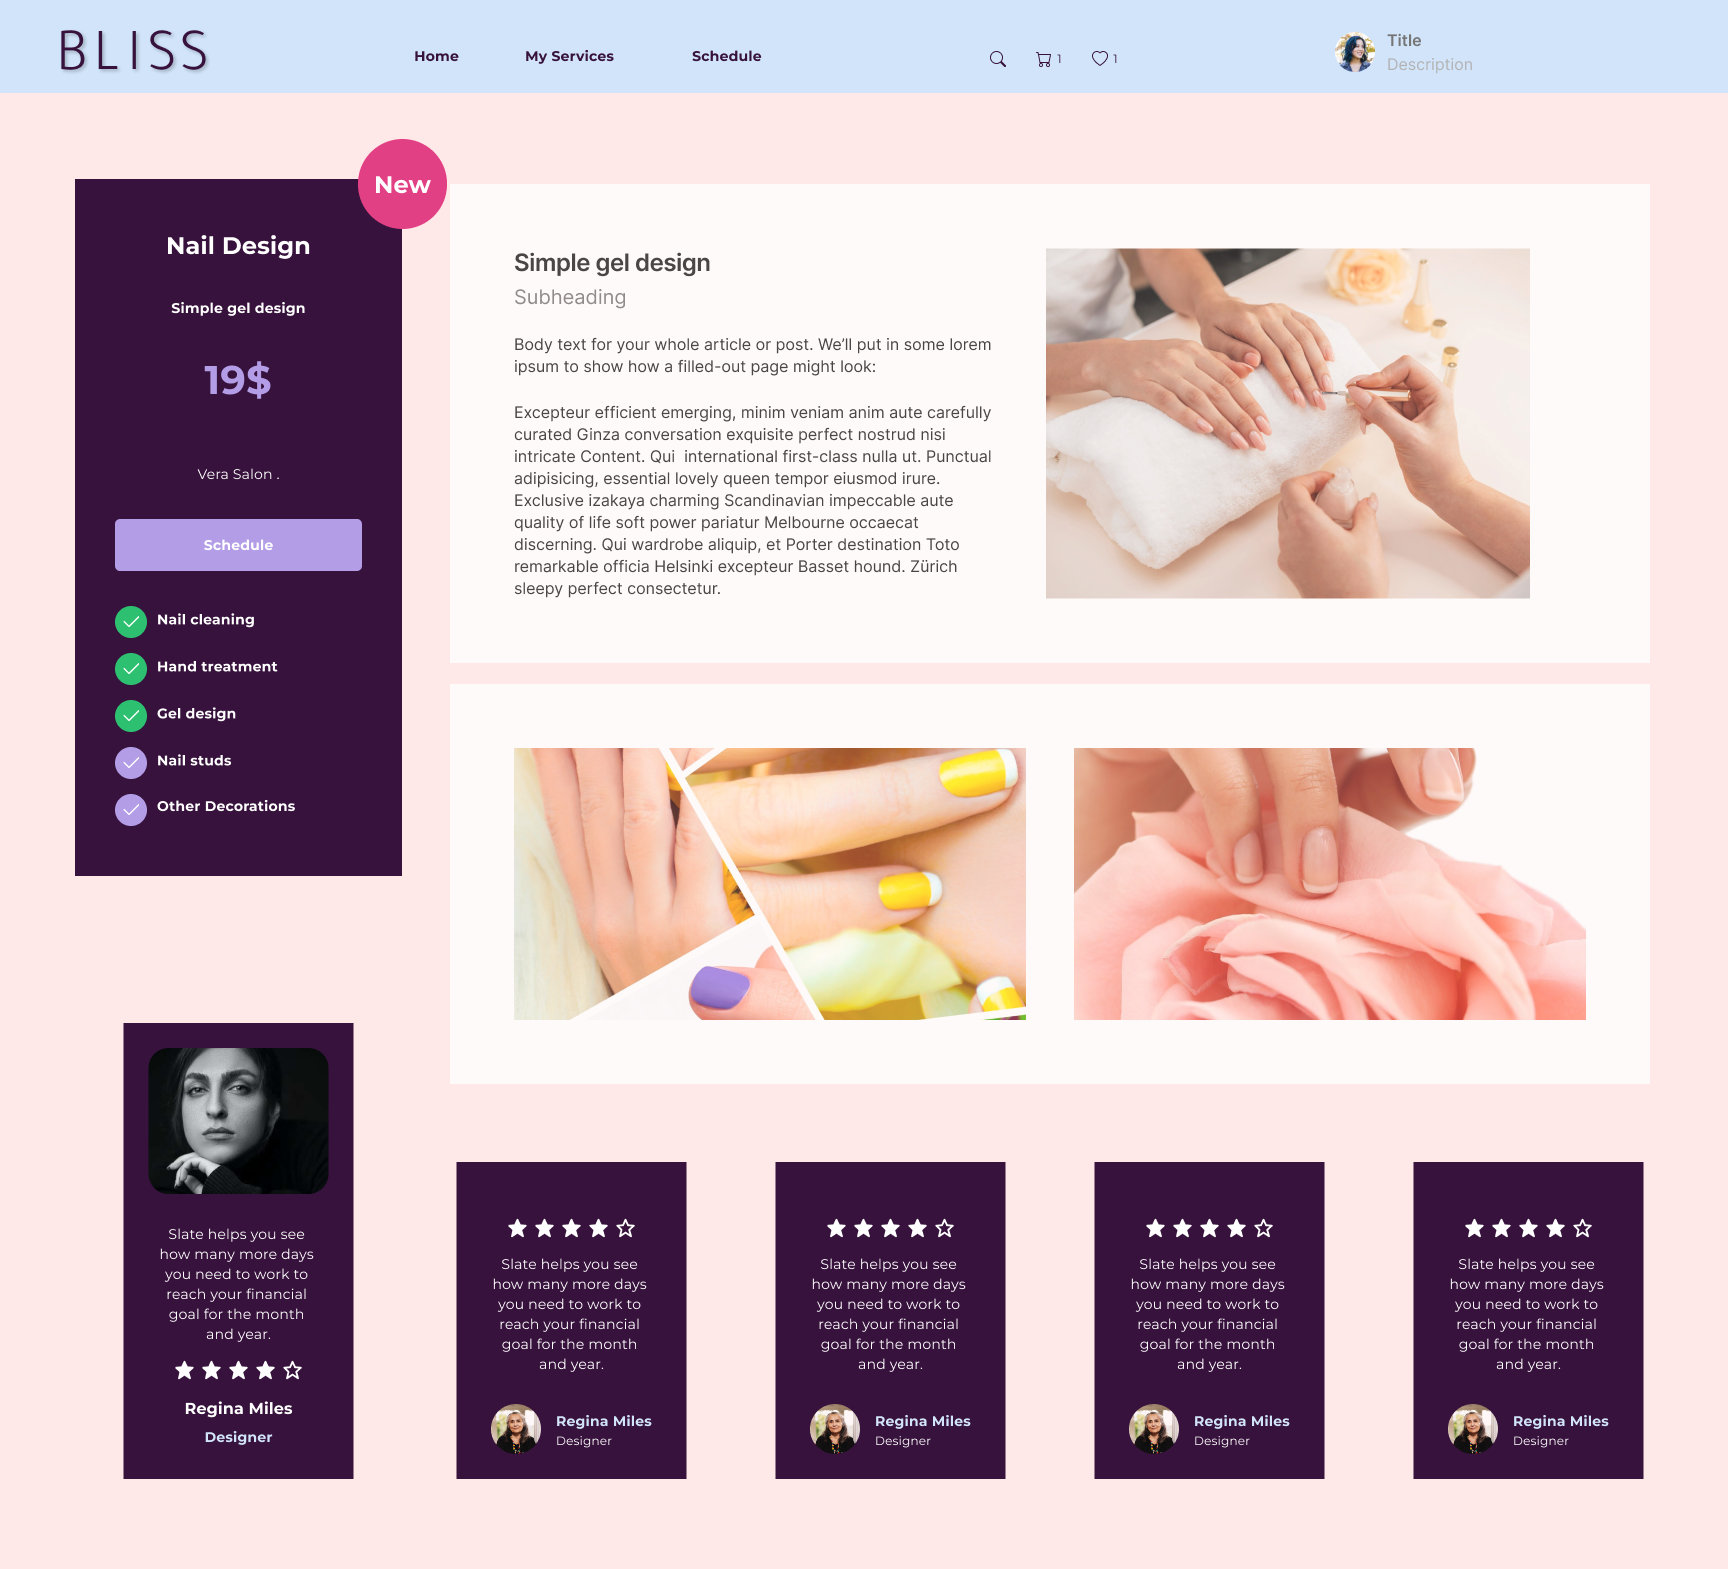 BLISS
Home
My Services
Schedule
1
1
Title
Description
New
Nail Design
Simple gel design
19$
Vera Salon .
Schedule
Nail cleaning
Hand treatment
Gel design
Nail studs
Other Decorations
Simple gel design
Subheading
Body text for your whole article or post. We’ll put in some lorem
ipsum to show how a filled-out page might look:
Excepteur efficient emerging, minim veniam anim aute carefully
curated Ginza conversation exquisite perfect nostrud nisi
intricate Content. Qui  international first-class nulla ut. Punctual
adipisicing, essential lovely queen tempor eiusmod irure.
Exclusive izakaya charming Scandinavian impeccable aute
quality of life soft power pariatur Melbourne occaecat
discerning. Qui wardrobe aliquip, et Porter destination Toto
remarkable officia Helsinki excepteur Basset hound. Zürich
sleepy perfect consectetur.
Slate helps you see
how many more days
you need to work to
reach your financial
goal for the month
and year.
Regina Miles
Designer
Slate helps you see
how many more days
you need to work to
reach your financial
goal for the month
and year.
Regina Miles
Designer
Slate helps you see
how many more days
you need to work to
reach your financial
goal for the month
and year.
Regina Miles
Designer
Slate helps you see
how many more days
you need to work to
reach your financial
goal for the month
and year.
Regina Miles
Designer
Slate helps you see
how many more days
you need to work to
reach your financial
goal for the month
and year.
Regina Miles
Designer